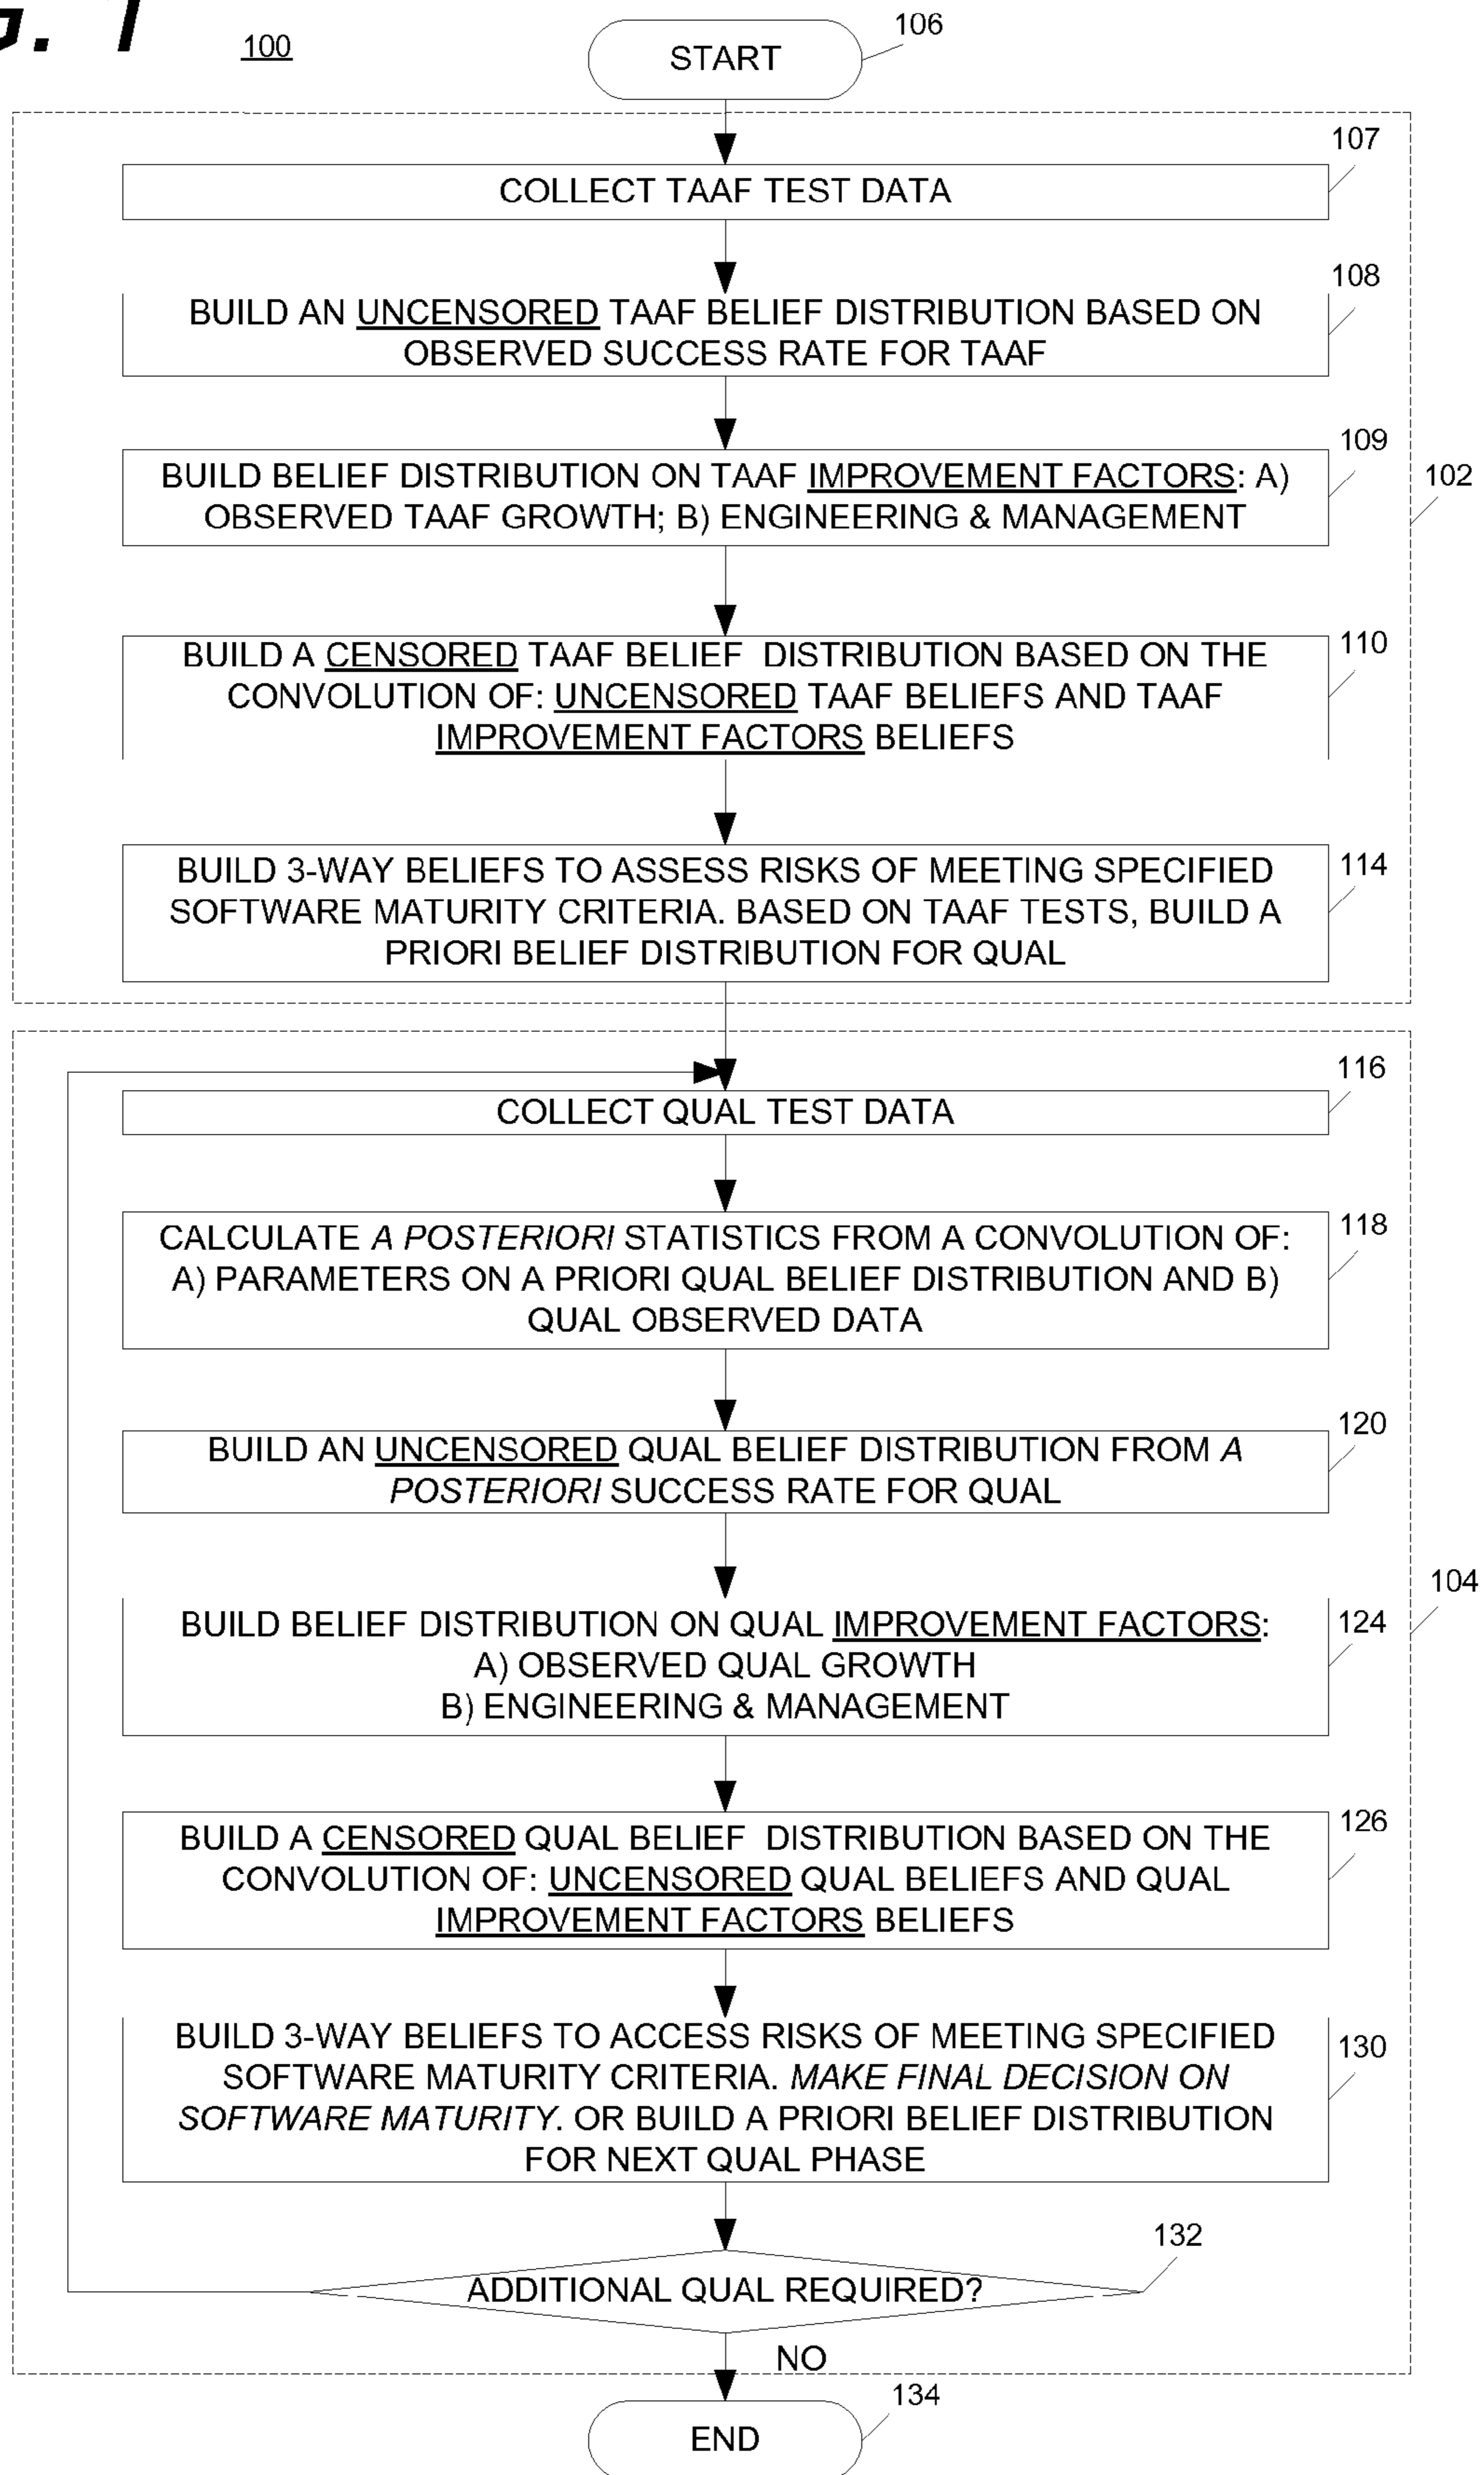 G. 1
100
START
106
107
COLLECT TAAF TEST DATA
108
BUILD AN UNCENSORED TAAF BELIEF DISTRIBUTION BASED ON
OBSERVED SUCCESS RATE FOR TAAF
109
BUILD BELIEF DISTRIBUTION ON TAAF IMPROVEMENT FACTORS: A)
OBSERVED TAAF GROWTH; B) ENGINEERING & MANAGEMENT
102
110
BUILD A CENSORED TAAF BELIEF DISTRIBUTION BASED ON THE
CONVOLUTION OF: UNCENSORED TAAF BELIEFS AND TAAF
IMPROVEMENT FACTORS BELIEFS
114
BUILD 3-WAY BELIEFS TO ASSESS RISKS OF MEETING SPECIFIED
SOFTWARE MATURITY CRITERIA. BASED ON TAAF TESTS, BUILD A
PRIORI BELIEF DISTRIBUTION FOR QUAL
116
COLLECT QUAL TEST DATA
118
CALCULATE A POSTERIORI STATISTICS FROM A CONVOLUTION OF:
A) PARAMETERS ON A PRIORI QUAL BELIEF DISTRIBUTION AND B)
QUAL OBSERVED DATA
120
BUILD AN UNCENSORED QUAL BELIEF DISTRIBUTION FROM A
POSTERIORI SUCCESS RATE FOR QUAL
104
124
BUILD BELIEF DISTRIBUTION ON QUAL IMPROVEMENT FACTORS:
A) OBSERVED QUAL GROWTH
B) ENGINEERING & MANAGEMENT
126
BUILD A CENSORED QUAL BELIEF DISTRIBUTION BASED ON THE
CONVOLUTION OF: UNCENSORED QUAL BELIEFS AND QUAL
IMPROVEMENT FACTORS BELIEFS
130
BUILD 3-WAY BELIEFS TO ACCESS RISKS OF MEETING SPECIFIED
SOFTWARE MATURITY CRITERIA. MAKE FINAL DECISION ON
SOFTWARE MATURITY. OR BUILD A PRIORI BELIEF DISTRIBUTION
FOR NEXT QUAL PHASE
132
ADDITIONAL QUAL REQUIRED?
NO
134
END